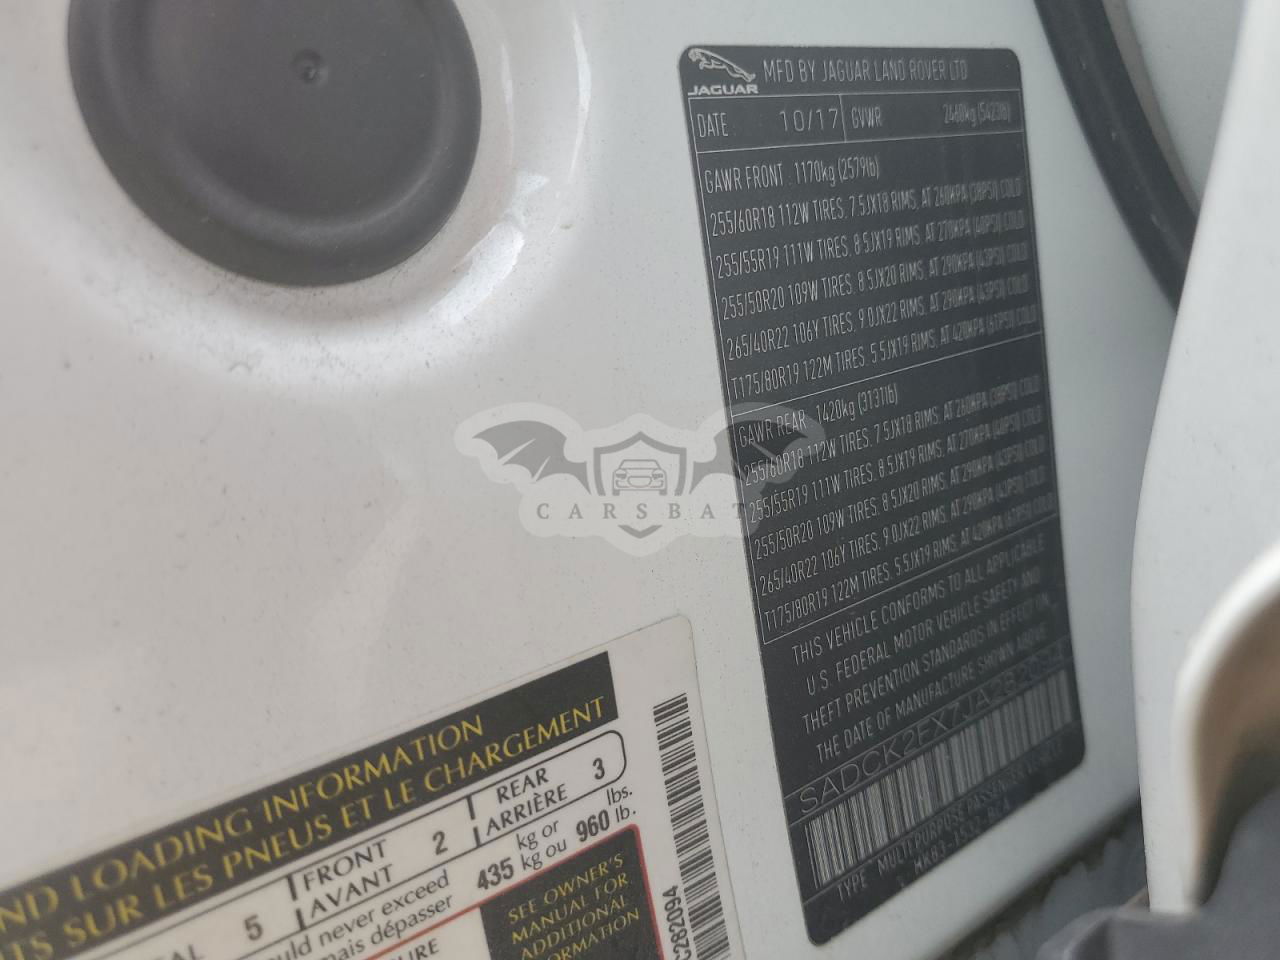 JAGUAR
MFD BY JAGUAR LAND ROVER LTD
DATE 10/17 GVWR 2460kg (5423lb)
GAWR FRONT 1170kg (2579lb)
255/60R18 112W TIRES, 7.5JX18 RIMS, AT 260KPA (38PSI) COLD
255/55R19 111W TIRES, 8.5JX19 RIMS, AT 270KPA (40PSI) COLD
255/50R20 109W TIRES, 8.5JX20 RIMS, AT 290KPA (43PSI) COLD
265/40R22 106Y TIRES, 9.0JX22 RIMS, AT 290KPA (43PSI) COLD
T175/80R19 122M TIRES, 5.5JX19 RIMS, AT 420KPA (61PSI) COLD
GAWR REAR 1420kg (3131lb)
255/60R18 112W TIRES, 7.5JX18 RIMS, AT 260KPA (38PSI) COLD
255/55R19 111W TIRES, 8.5JX19 RIMS, AT 270KPA (40PSI) COLD
255/50R20 109W TIRES, 8.5JX20 RIMS, AT 290KPA (43PSI) COLD
265/40R22 106Y TIRES, 9.0JX22 RIMS, AT 290KPA (43PSI) COLD
T175/80R19 122M TIRES, 5.5JX19 RIMS, AT 420KPA (61PSI) COLD
THIS VEHICLE CONFORMS TO ALL APPLICABLE
U.S. FEDERAL MOTOR VEHICLE SAFETY AND
THEFT PREVENTION STANDARDS IN EFFECT ON
THE DATE OF MANUFACTURE SHOWN ABOVE.
TYPE MULTI PURPOSE PASSENGER VEHICLE
CARSBAT
ND LOADING INFORMATION
TS SUR LES PNEUS ET LE CHARGEMENT
AL 5 FRONT AVANT 2 REAR ARRIÈRE 3
ould never exceed 435 kg or 960 lbs.
mais dépasser kg ou lb.
SEE OWNER'S
MANUAL FOR
ADDITIONAL
FORMATION
C282094